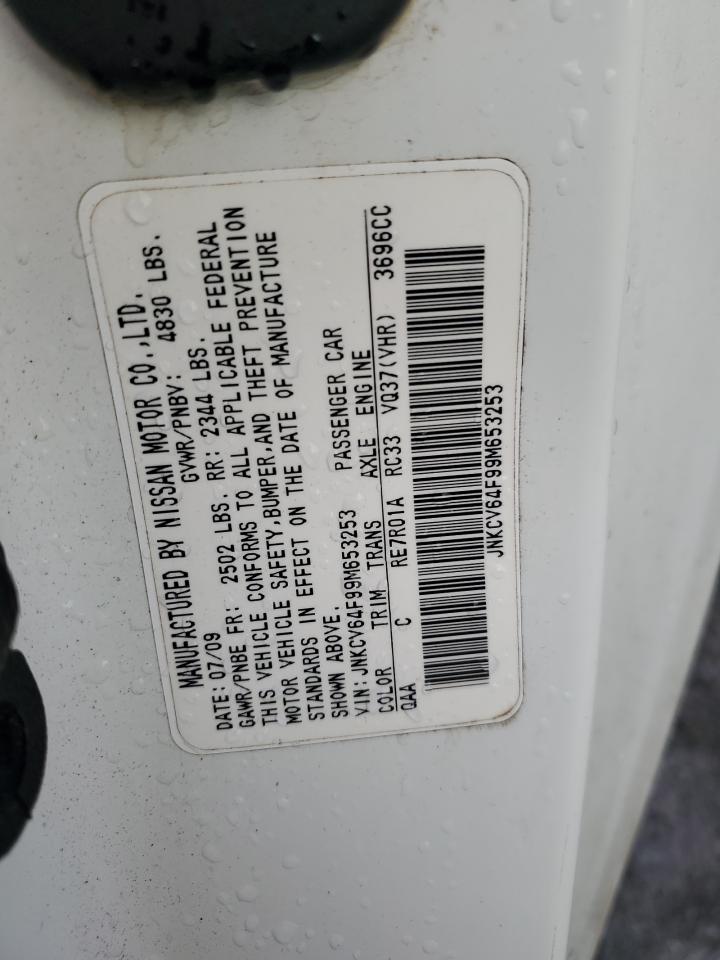 MANUFACTURED BY NISSAN MOTOR CO.,LTD.
DATE: 07/09 GVWR/PNBV: 4830 LBS.
GAWR/PNBE FR: 2502 LBS. RR: 2344 LBS.
THIS VEHICLE CONFORMS TO ALL APPLICABLE FEDERAL
MOTOR VEHICLE SAFETY,BUMPER,AND THEFT PREVENTION
STANDARDS IN EFFECT ON THE DATE OF MANUFACTURE
SHOWN ABOVE.
VIN:JNKCV64F99M653253 PASSENGER CAR
COLOR TRIM TRANS AXLE ENGINE
QAA C RE7R01A RC33 VQ37(VHR) 3696CC
JNKCV64F99M653253